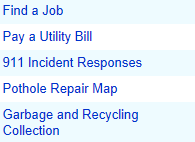 Find a Job
Pay a Utility Bill
911 Incident Responses
Pothole Repair Map
Garbage and Recycling
Collection